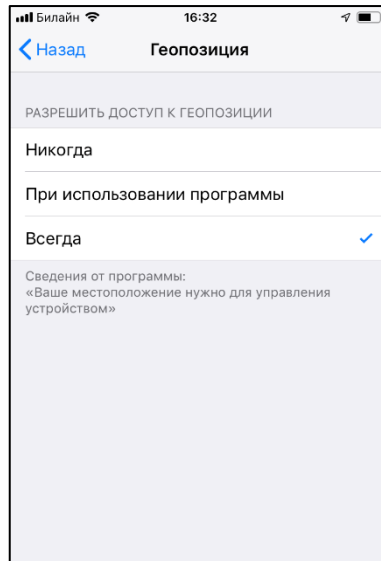 Билайн 16:32
Назад Геопозиция
РАЗРЕШИТЬ ДОСТУП К ГЕОПОЗИЦИИ
Никогда
При использовании программы
Всегда
Сведения от программы:
«Ваше местоположение нужно для управления
устройством»